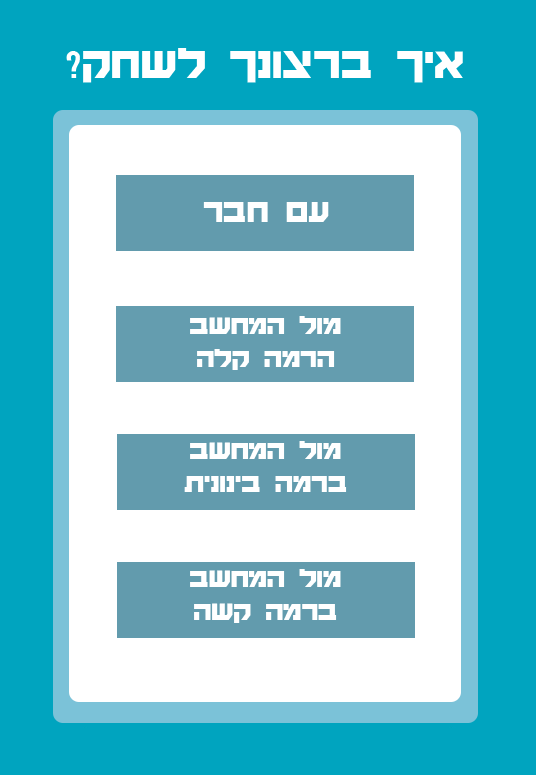 איך ברצונך לשחק?
עם חבר
מול המחשב
הרמה קלה
מול המחשב
ברמה בינונית
מול המחשב
ברמה קשה